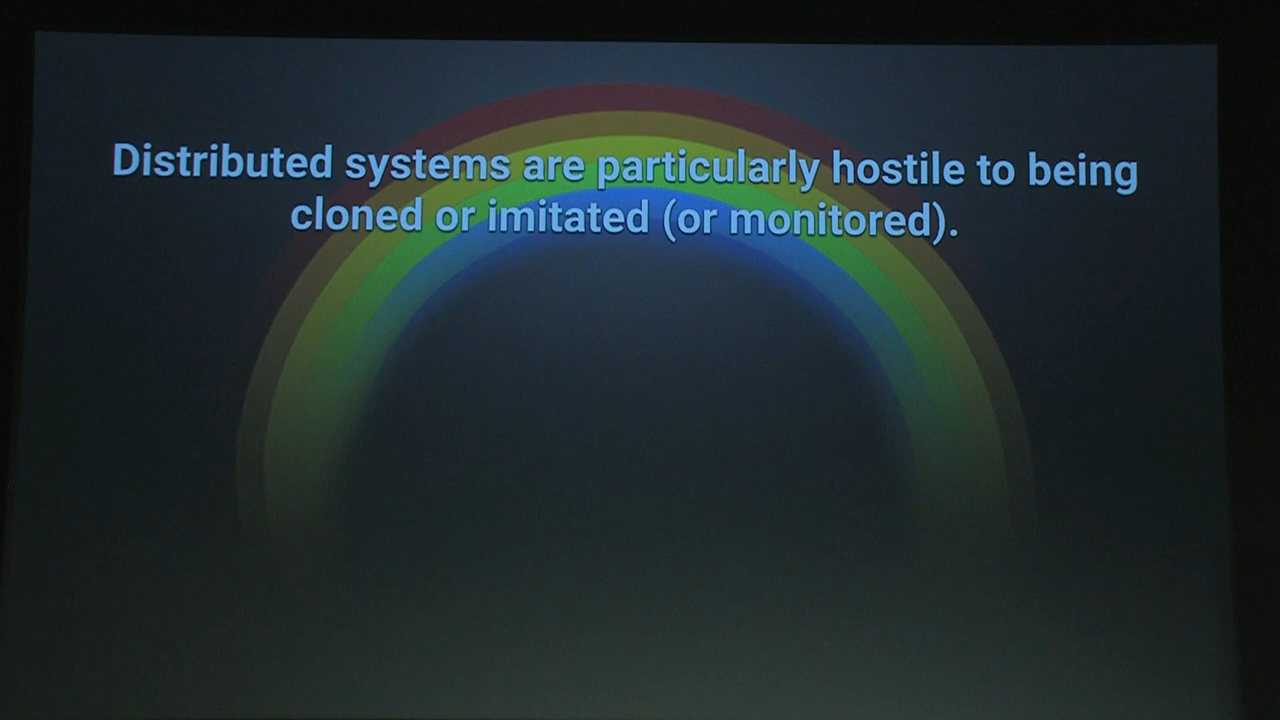 Distributed systems are particularly hostile to being
cloned or imitated (or monitored).